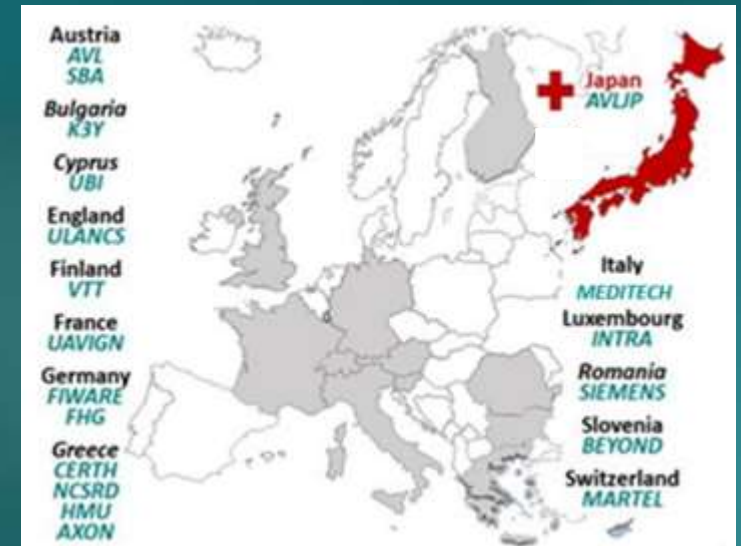 Austria
AVL
SBA
Bulgaria
K3Y
Cyprus
UBI
England
ULANCS
Finland
VTT
France
UAVIGN
Germany
FIWARE
FHG
Greece
CERTH
NCSRD
HMU
AXON
Japan
AVLJP
Italy
MEDITECH
Luxembourg
INTRA
Romania
SIEMENS
Slovenia
BEYOND
Switzerland
MARTEL